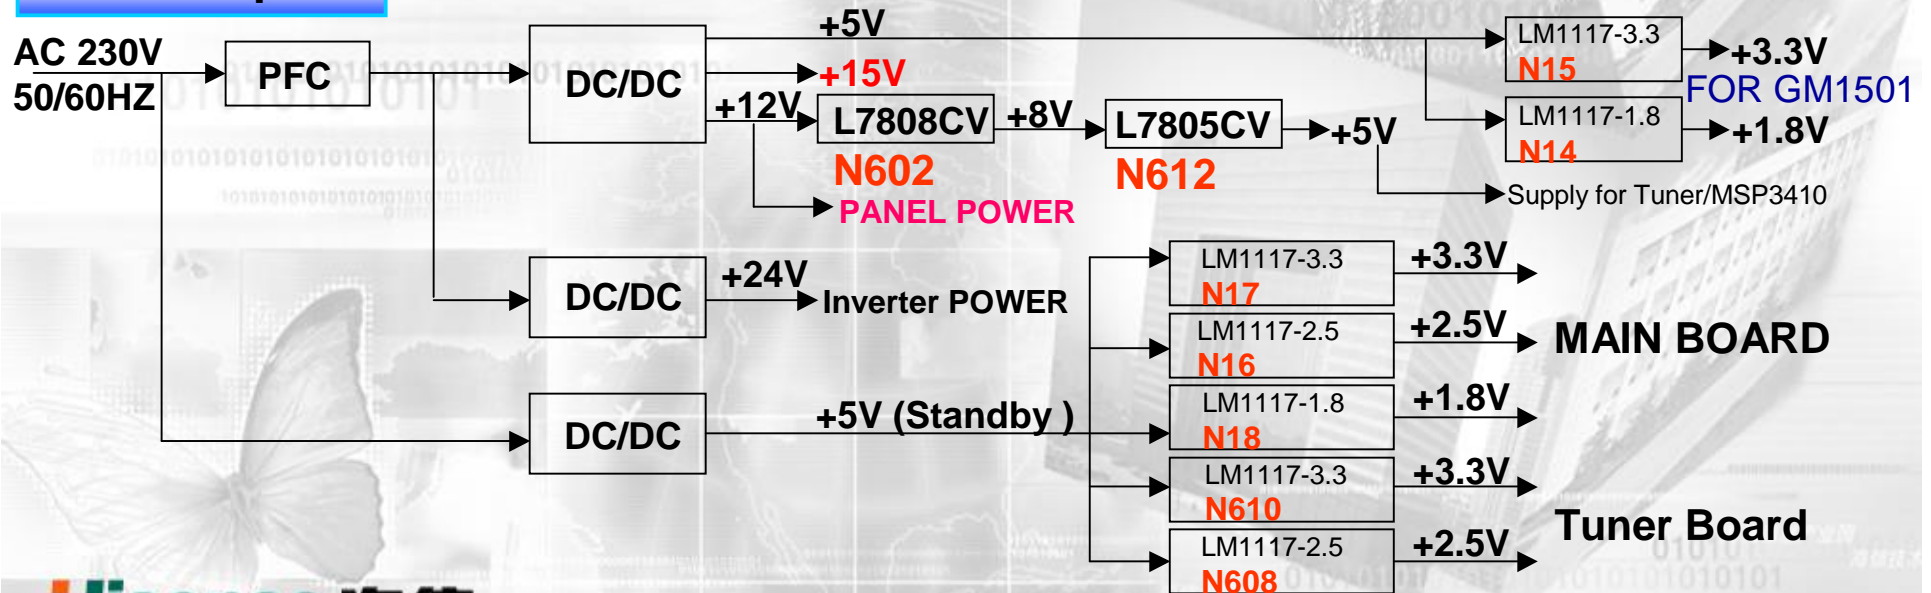 AC 230V
50/60HZ
PFC
DC/DC
+5V
+15V
+12V
L7808CV
N602
+8V
L7805CV
N612
+5V
PANEL POWER
LM1117-3.3
N15
+3.3V
FOR GM1501
LM1117-1.8
N14
+1.8V
Supply for Tuner/MSP3410
DC/DC
+24V
Inverter POWER
DC/DC
+5V (Standby )
LM1117-3.3
N17
+3.3V
LM1117-2.5
N16
+2.5V
MAIN BOARD
LM1117-1.8
N18
+1.8V
LM1117-3.3
N610
+3.3V
Tuner Board
LM1117-2.5
N608
+2.5V